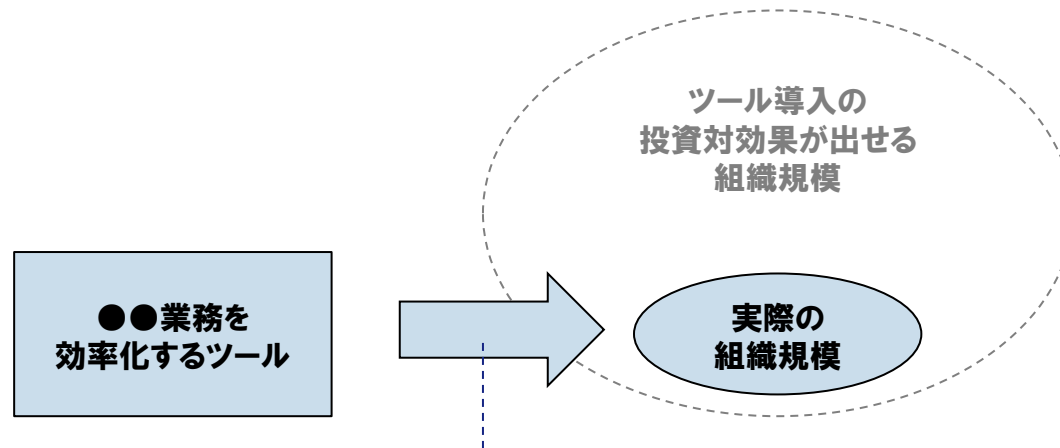 ツール導入の
投資対効果が出せる
組織規模
●●業務を
効率化するツール
実際の
組織規模